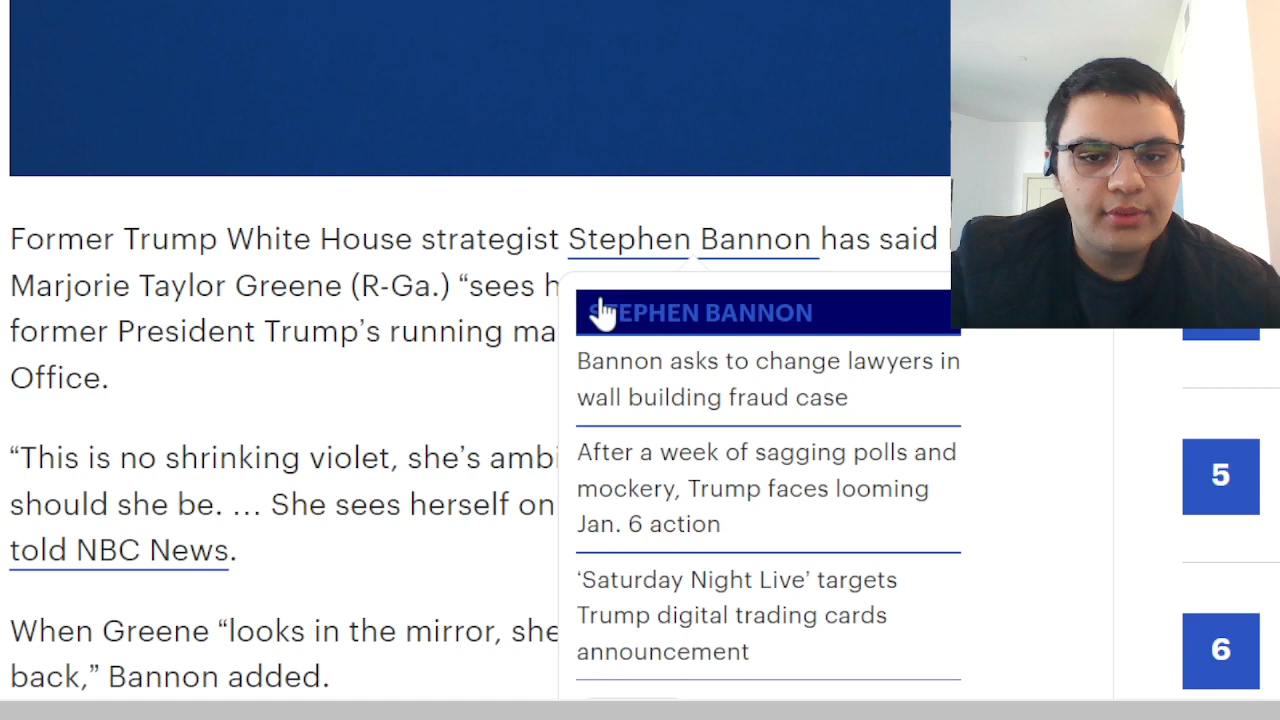 Former Trump White House strategist Stephen Bannon has said
Marjorie Taylor Greene (R-Ga.) “sees
former President Trump’s running
Office.
“This is no shrinking violet, she’s
should she be. … She sees herself on
told NBC News.
When Greene “looks in the mirror, she
back,” Bannon added.
STEPHEN BANNON
Bannon asks to change lawyers in
wall building fraud case
After a week of sagging polls and
mockery, Trump faces looming
Jan. 6 action
‘Saturday Night Live’ targets
Trump digital trading cards
announcement
5
6